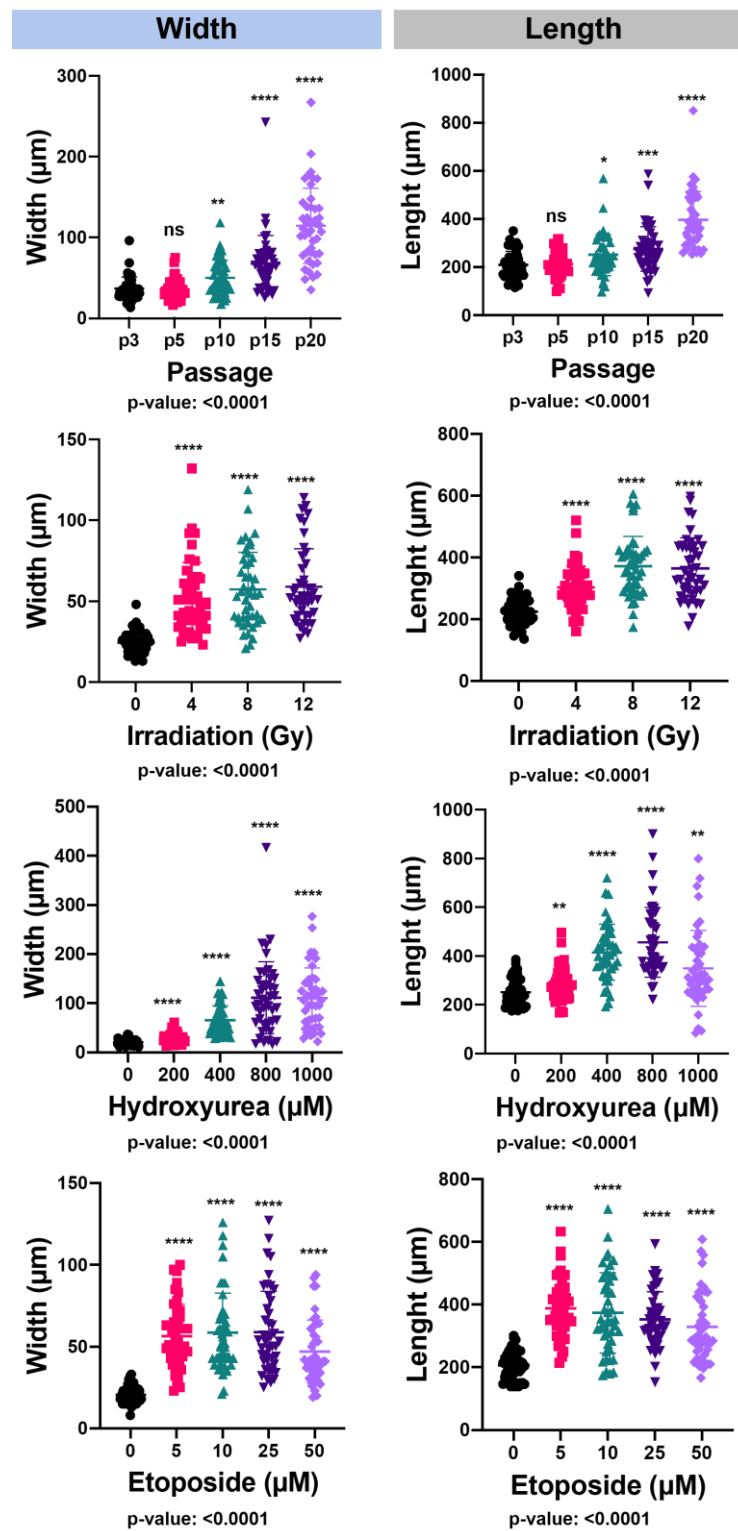 Width
Length
300
200
100
0
Width (µm)
ns
**
****
****
p3 p5 p10 p15 p20
Passage
p-value: <0.0001
1000
800
600
400
200
0
Lenght (µm)
ns
*
***
****
p3 p5 p10 p15 p20
Passage
p-value: <0.0001
150
100
50
0
Width (µm)
****
****
****
0 4 8 12
Irradiation (Gy)
p-value: <0.0001
800
600
400
200
0
Lenght (µm)
****
****
****
0 4 8 12
Irradiation (Gy)
p-value: <0.0001
500
400
300
200
100
0
Width (µm)
****
****
****
****
0 200 400 800 1000
Hydroxyurea (µM)
p-value: <0.0001
1000
800
600
400
200
0
Lenght (µm)
**
****
****
**
0 200 400 800 1000
Hydroxyurea (µM)
p-value: <0.0001
150
100
50
0
Width (µm)
****
****
****
****
0 5 10 25 50
Etoposide (µM)
p-value: <0.0001
800
600
400
200
0
Lenght (µm)
****
****
****
****
0 5 10 25 50
Etoposide (µM)
p-value: <0.0001